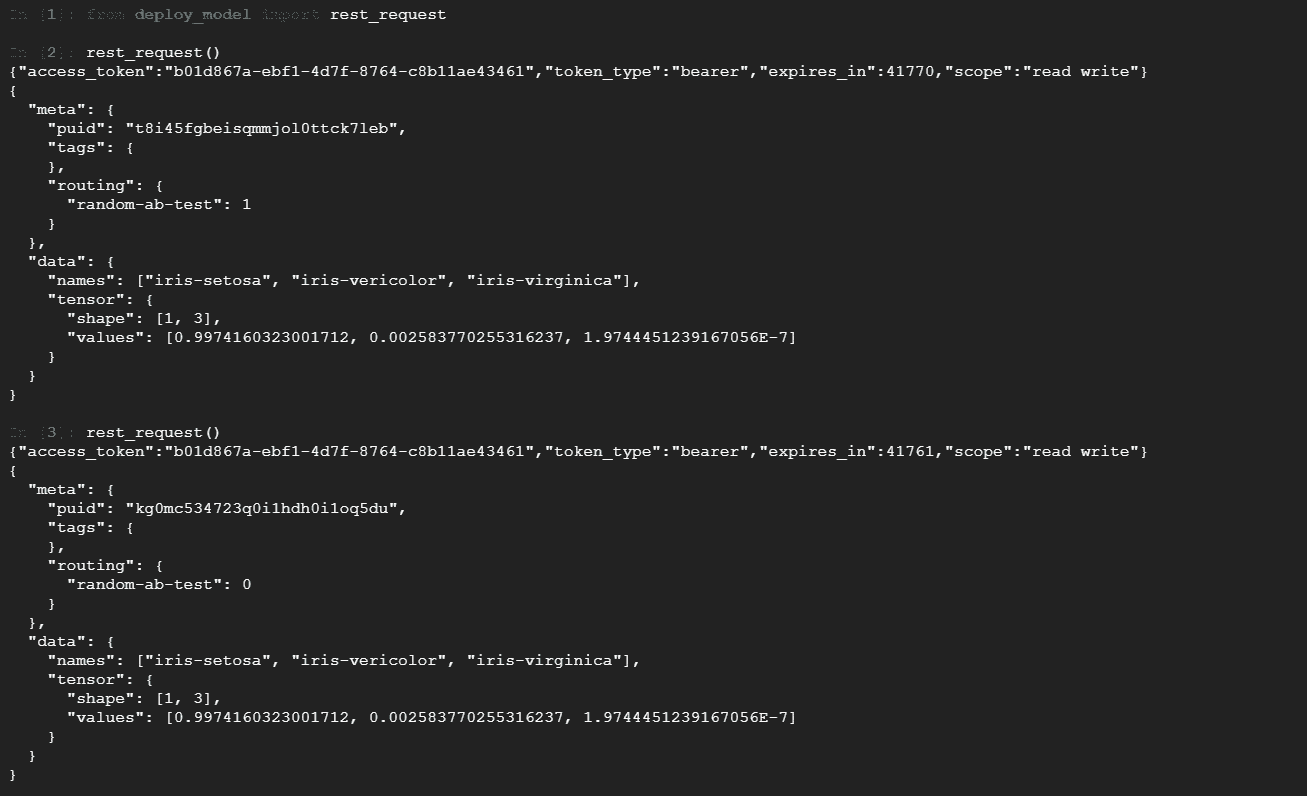 In [1]: from deploy_model import rest_request
In [2]: rest_request()
{"access_token":"b01d867a-ebf1-4d7f-8764-c8b11ae43461","token_type":"bearer","expires_in":41770,"scope":"read write"}
{
  "meta": {
    "puid": "t8i45fgbeisqmmjol0ttck7leb",
    "tags": {
    },
    "routing": {
      "random-ab-test": 1
    }
  },
  "data": {
    "names": ["iris-setosa", "iris-vericolor", "iris-virginica"],
    "tensor": {
      "shape": [1, 3],
      "values": [0.9974160323001712, 0.002583770255316237, 1.9744451239167056E-7]
    }
  }
}
In [3]: rest_request()
{"access_token":"b01d867a-ebf1-4d7f-8764-c8b11ae43461","token_type":"bearer","expires_in":41761,"scope":"read write"}
{
  "meta": {
    "puid": "kg0mc534723q0i1hdh0i1oq5du",
    "tags": {
    },
    "routing": {
      "random-ab-test": 0
    }
  },
  "data": {
    "names": ["iris-setosa", "iris-vericolor", "iris-virginica"],
    "tensor": {
      "shape": [1, 3],
      "values": [0.9974160323001712, 0.002583770255316237, 1.9744451239167056E-7]
    }
  }
}